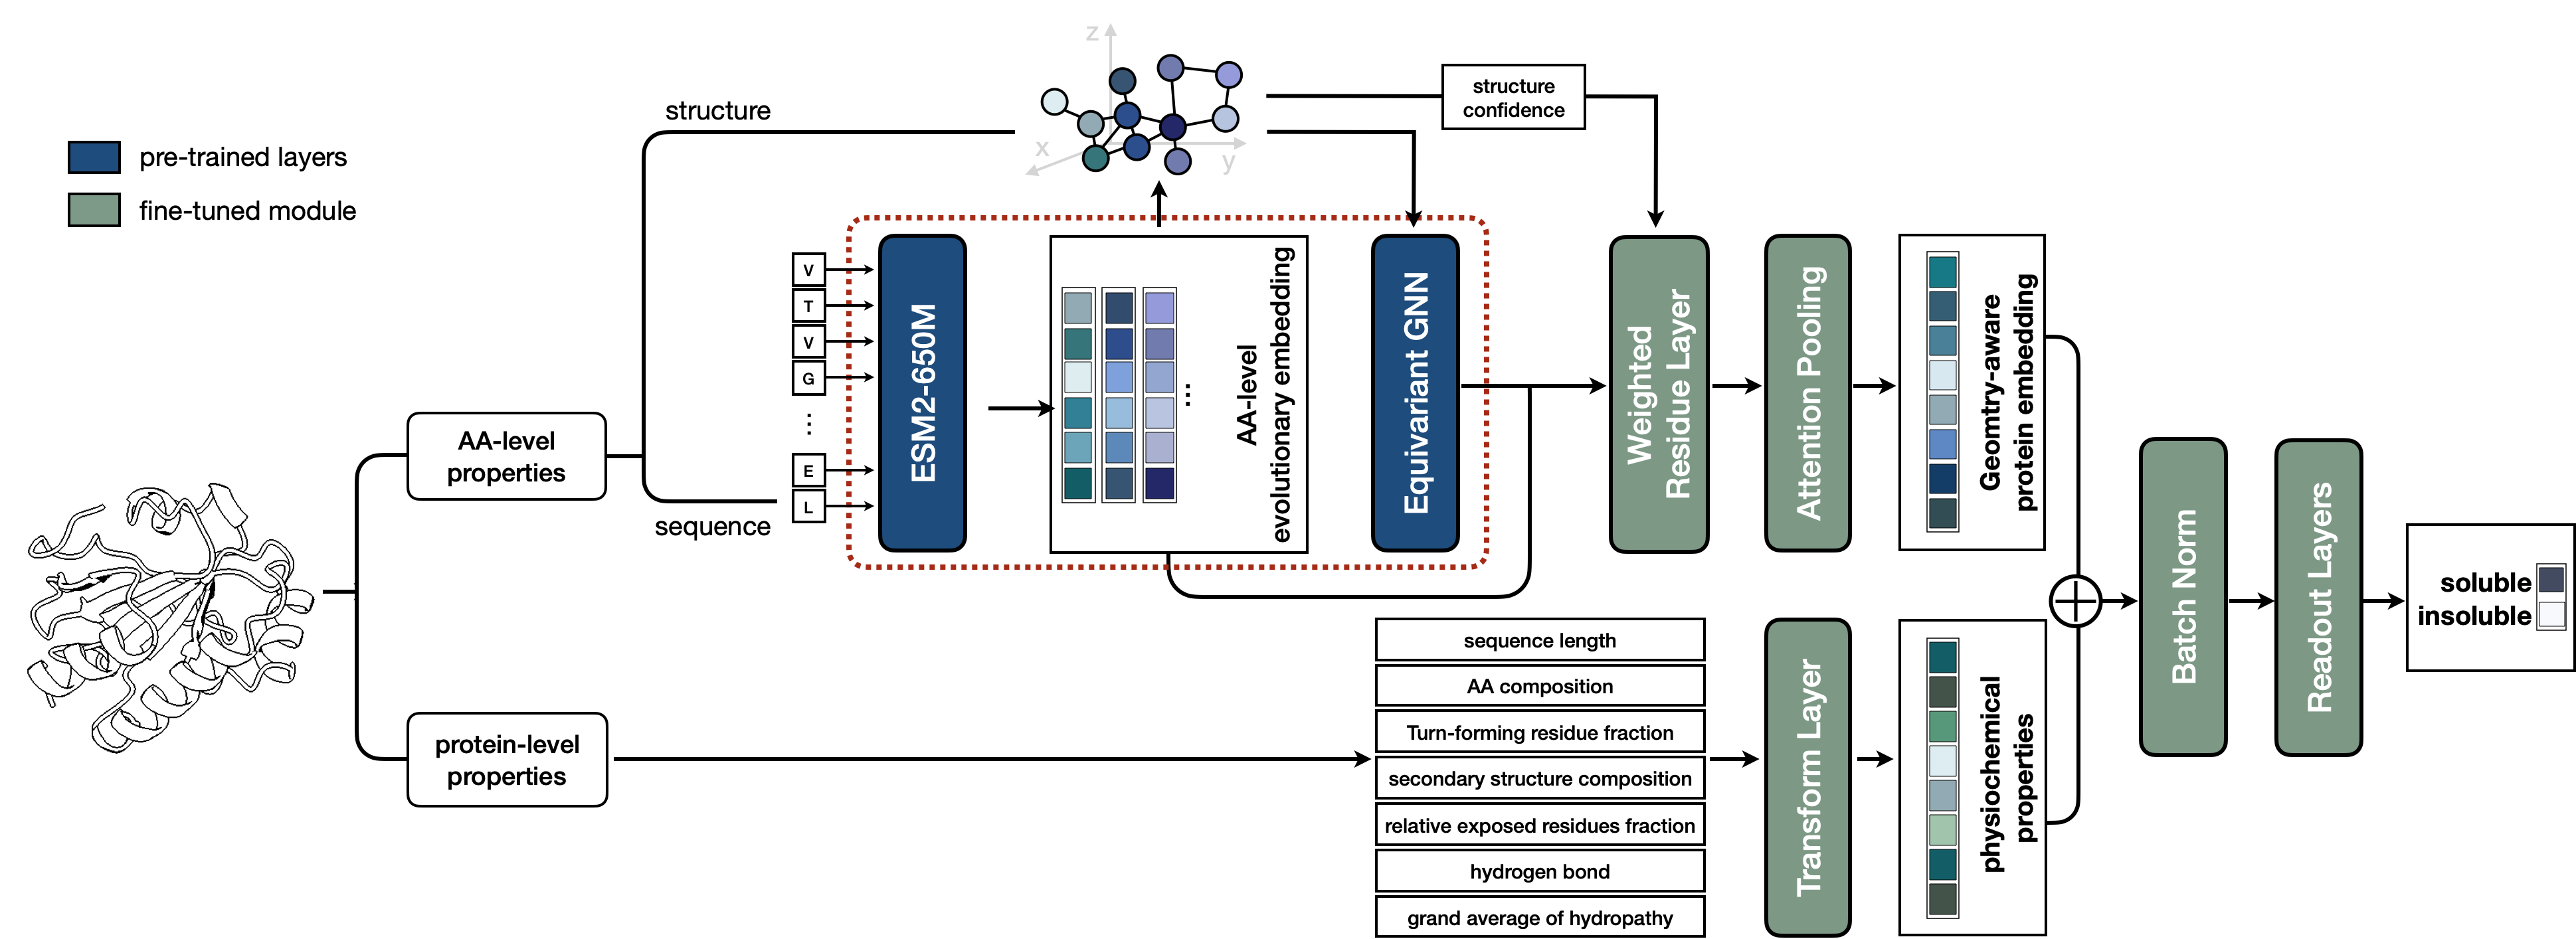 pre-trained layers
fine-tuned module
AA-level
properties
protein-level
properties
structure
sequence
z
x
y
V
T
V
G
⋮
E
L
ESM2-650M
AA-level
evolutionary embedding
...
Equivariant GNN
structure
confidence
Weighted
Residue Layer
Attention Pooling
Geomtry-aware
protein embedding
sequence length
AA composition
Turn-forming residue fraction
secondary structure composition
relative exposed residues fraction
hydrogen bond
grand average of hydropathy
Transform Layer
physiochemical
properties
Batch Norm
Readout Layers
soluble
insoluble